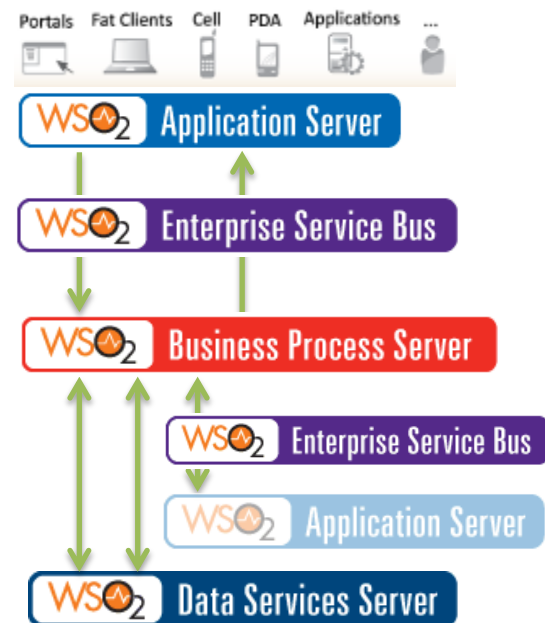 Portals Fat Clients Cell PDA Applications ...
WSO2 Application Server
WSO2 Enterprise Service Bus
WSO2 Business Process Server
WSO2 Enterprise Service Bus
WSO2 Application Server
WSO2 Data Services Server